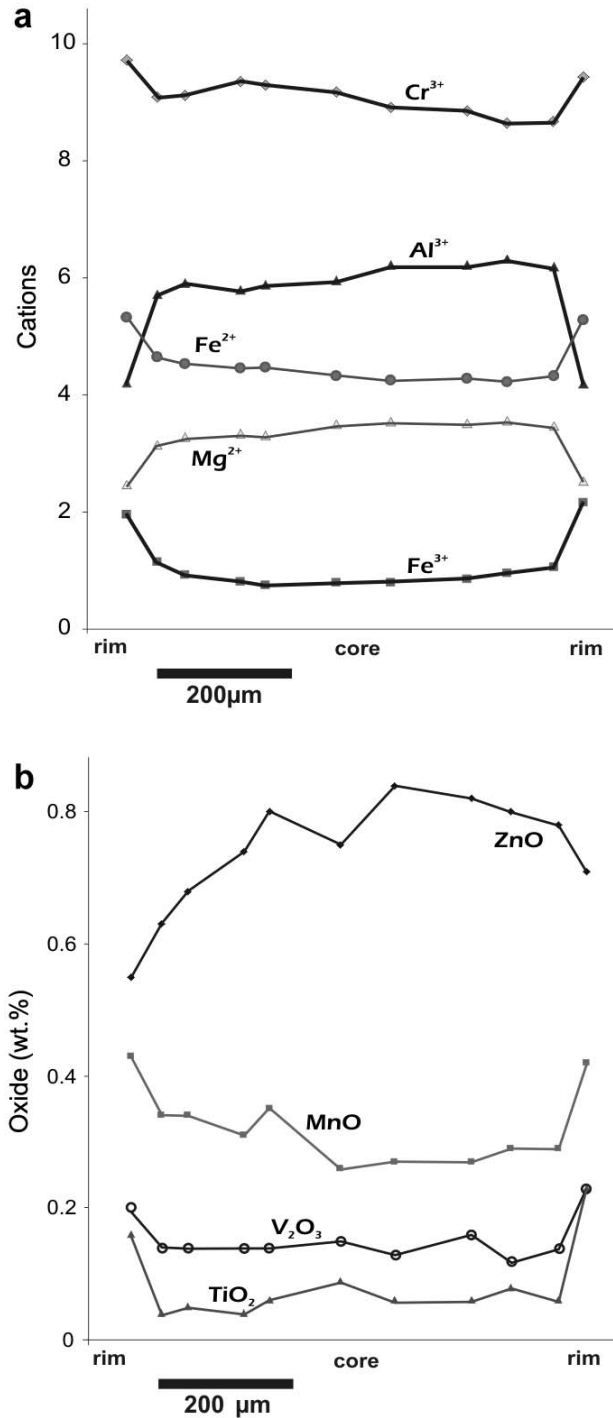 a
10
Cr³⁺
8
Al³⁺
6
Cations
Fe²⁺
4
Mg²⁺
2
Fe³⁺
0
rim core rim
200µm
b
0.8
ZnO
0.6
Oxide (wt.%)
0.4
MnO
0.2
V₂O₃
TiO₂
0
rim core rim
200 µm